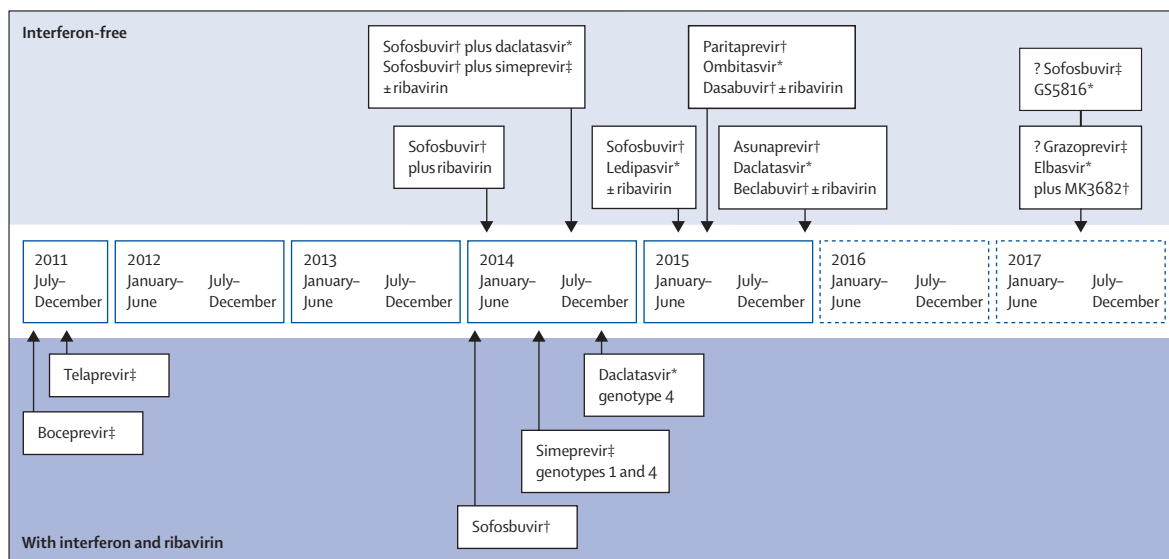 Interferon-free
Sofosbuvir† plus daclatasvir*
Sofosbuvir† plus simeprevir‡
± ribavirin
Paritaprevir†
Ombitasvir*
Dasabuvir† ± ribavirin
? Sofosbuvir‡
GS5816*
Sofosbuvir†
plus ribavirin
Sofosbuvir†
Ledipasvir*
± ribavirin
Asunaprevir†
Daclatasvir*
Beclabuvir† ± ribavirin
? Grazoprevir‡
Elbasvir*
plus MK3682†
2011
July–
December
2012
January–
June
July–
December
2013
January–
June
July–
December
2014
January–
June
July–
December
2015
January–
June
July–
December
2016
January–
June
July–
December
2017
January–
June
July–
December
Telaprevir‡
Daclatasvir*
genotype 4
Boceprevir‡
Simeprevir‡
genotypes 1 and 4
Sofosbuvir†
With interferon and ribavirin